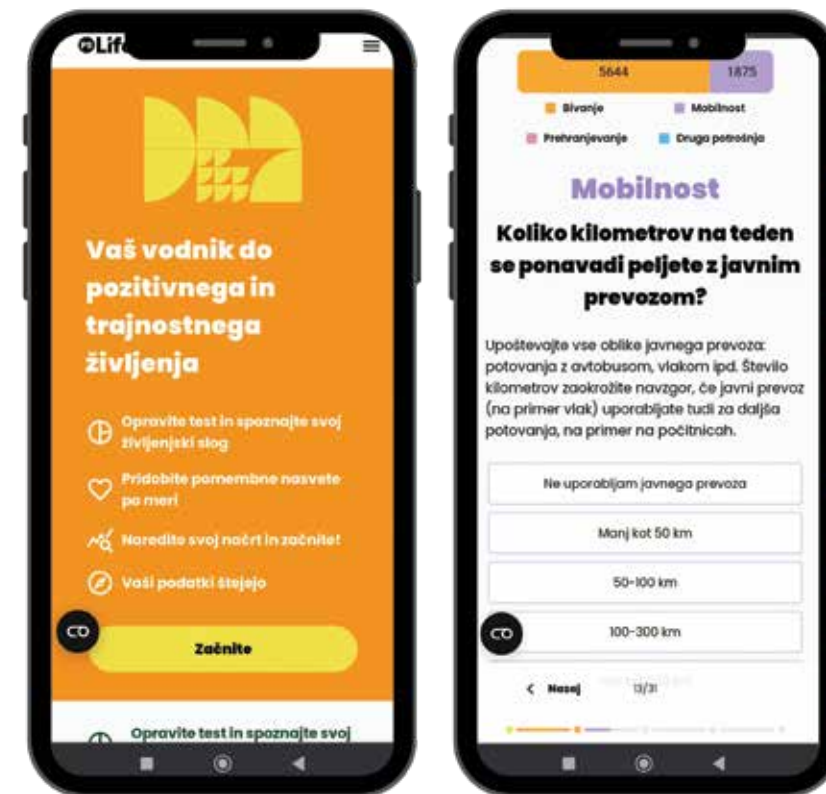 Life
Vaš vodnik do
pozitivnega in
trajnostnega
življenja
Opravite test in spoznajte svoj
življenjski slog
Pridobite pomembne nasvete
po meri
Naredite svoj načrt in začnite!
Vaši podatki štejejo
Začnite
Opravite test in spoznajte svoj
5644
1875
Bivanje
Mobilnost
Prehranjevanje
Druga potrošnja
Mobilnost
Koliko kilometrov na teden
se ponavadi peljete z javnim
prevozom?
Upoštevajte vse oblike javnega prevoza:
potovanja z avtobusom, vlakom ipd. Število
kilometrov zaokrožite navzgor, če javni prevoz
(na primer vlak) uporabljate tudi za daljša
potovanja, na primer na počitnicah.
Ne uporabljam javnega prevoza
Manj kot 50 km
50-100 km
100-300 km
< Nazaj
13/31